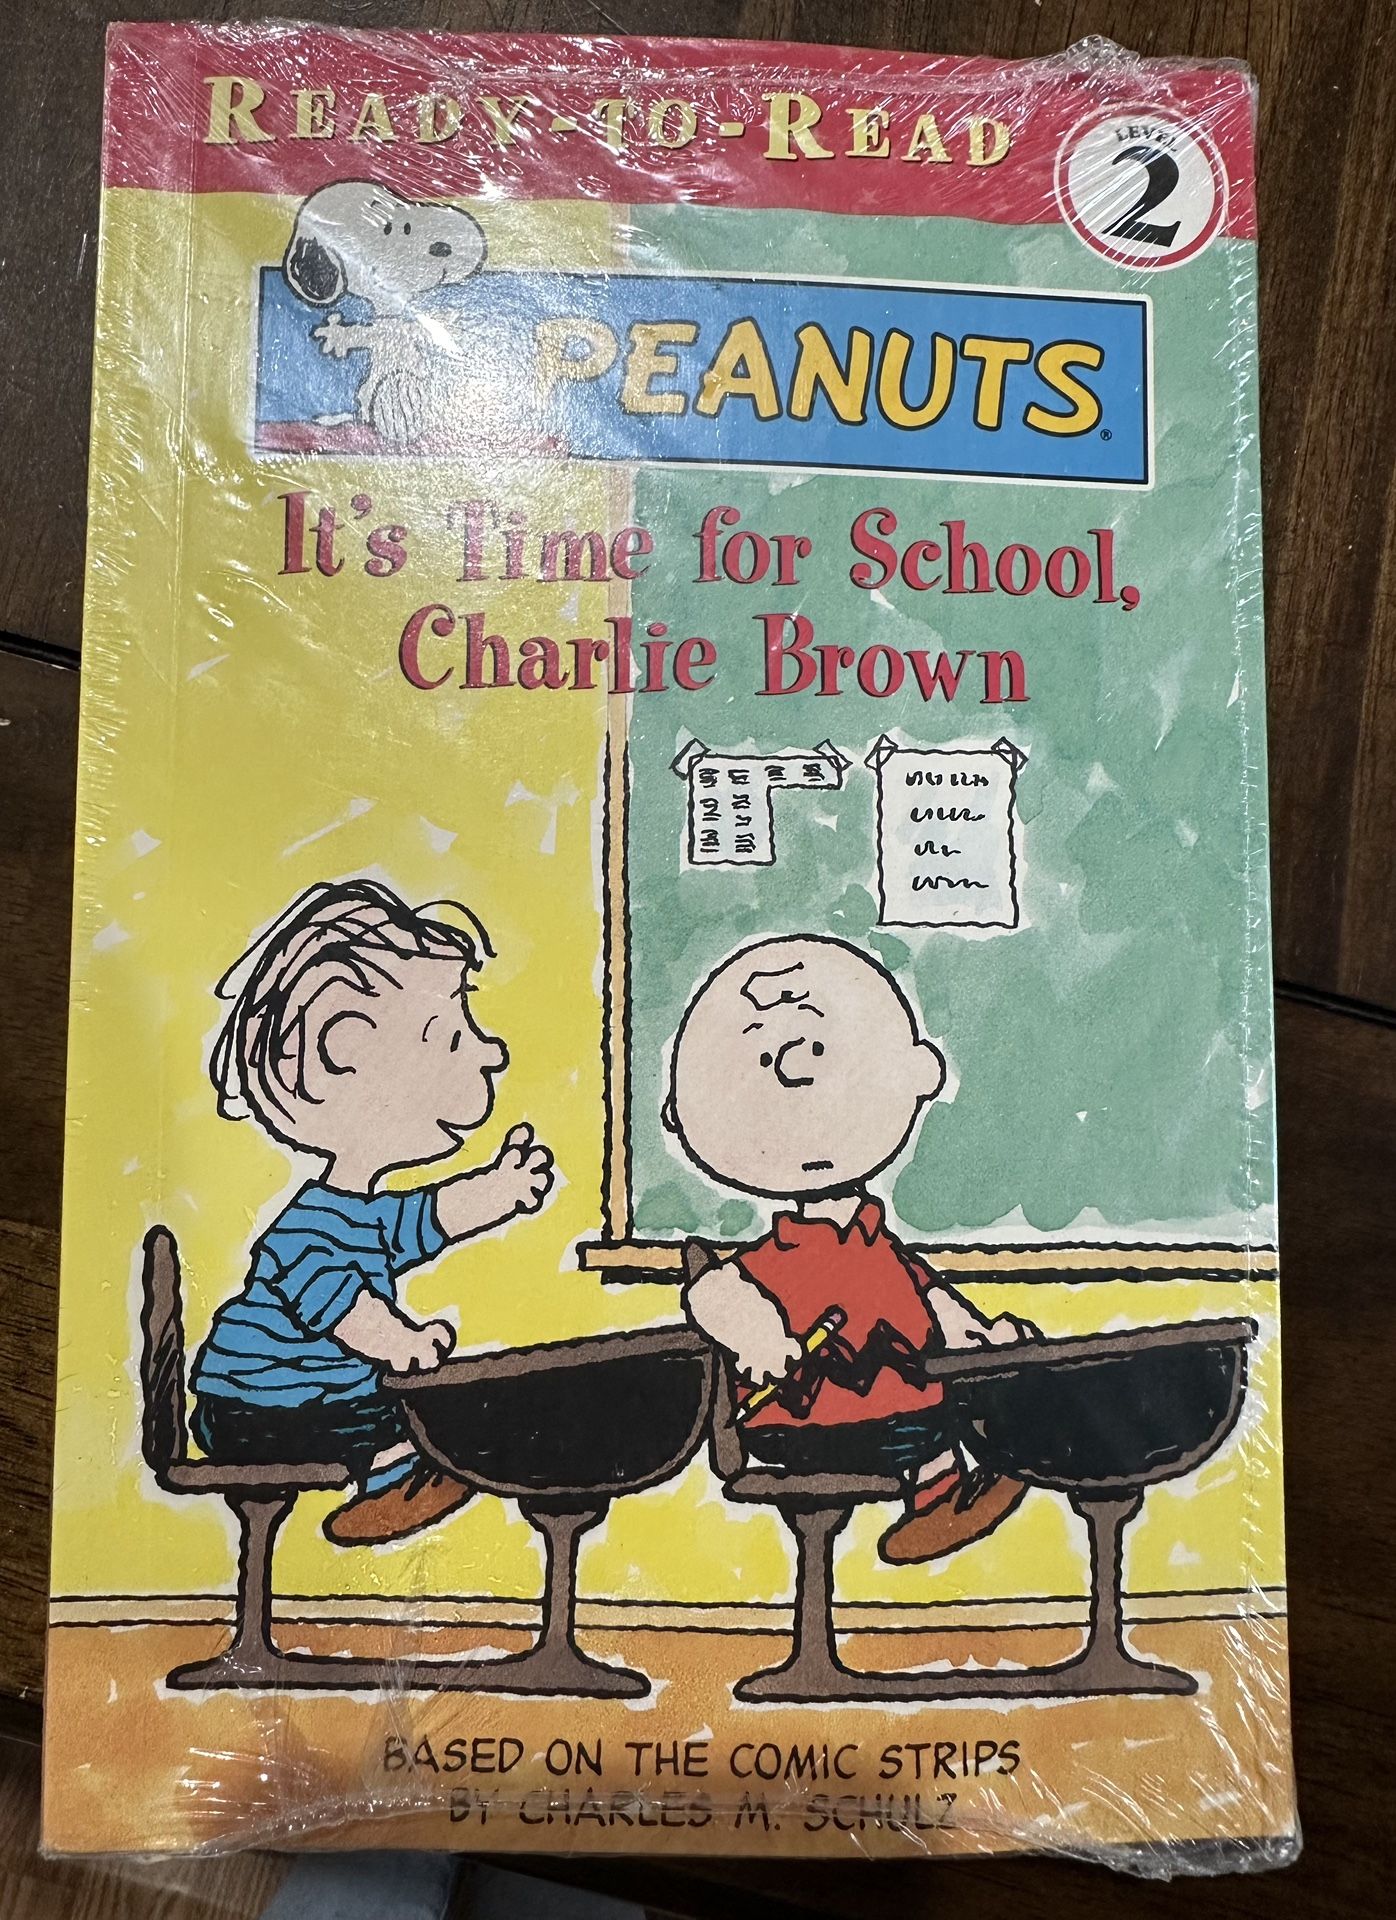 READY-TO-READ
LEVEL
2
PEANUTS®
It's Time for School,
Charlie Brown
BASED ON THE COMIC STRIPS
BY CHARLES M. SCHULZ